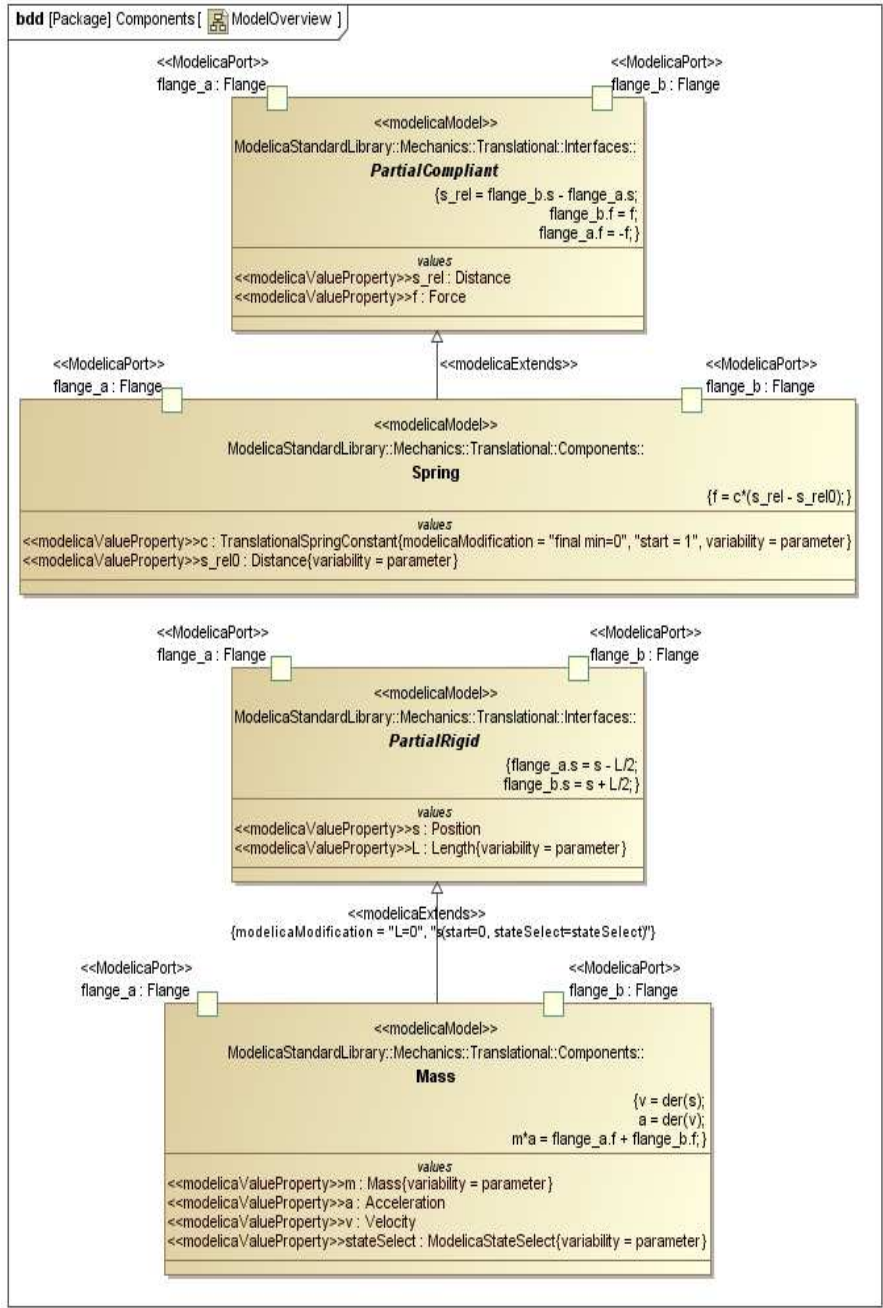 bdd [Package] Components [ ModelOverview ]
<<ModelicaPort>>
flange_a : Flange
<<ModelicaPort>>
flange_b : Flange
<<modelicaModel>>
ModelicaStandardLibrary::Mechanics::Translational::Interfaces::
PartialCompliant
{s_rel = flange_b.s - flange_a.s;
flange_b.f = f;
flange_a.f = -f; }
values
<<modelicaValueProperty>>s_rel : Distance
<<modelicaValueProperty>>f : Force
<<modelicaExtends>>
<<ModelicaPort>>
flange_a : Flange
<<ModelicaPort>>
flange_b : Flange
<<modelicaModel>>
ModelicaStandardLibrary::Mechanics::Translational::Components::
Spring
{f = c*(s_rel - s_rel0); }
values
<<modelicaValueProperty>>c : TranslationalSpringConstant{modelicaModification = "final min=0", "start = 1", variability = parameter}
<<modelicaValueProperty>>s_rel0 : Distance{variability = parameter}
<<ModelicaPort>>
flange_a : Flange
<<ModelicaPort>>
flange_b : Flange
<<modelicaModel>>
ModelicaStandardLibrary::Mechanics::Translational::Interfaces::
PartialRigid
{flange_a.s = s - L/2;
flange_b.s = s + L/2; }
values
<<modelicaValueProperty>>s : Position
<<modelicaValueProperty>>L : Length{variability = parameter}
<<modelicaExtends>>
{modelicaModification = "L=0", "s(start=0, stateSelect=stateSelect)"}
<<ModelicaPort>>
flange_a : Flange
<<ModelicaPort>>
flange_b : Flange
<<modelicaModel>>
ModelicaStandardLibrary::Mechanics::Translational::Components::
Mass
{v = der(s);
a = der(v);
m*a = flange_a.f + flange_b.f; }
values
<<modelicaValueProperty>>m : Mass{variability = parameter}
<<modelicaValueProperty>>a : Acceleration
<<modelicaValueProperty>>v : Velocity
<<modelicaValueProperty>>stateSelect : ModelicaStateSelect{variability = parameter}